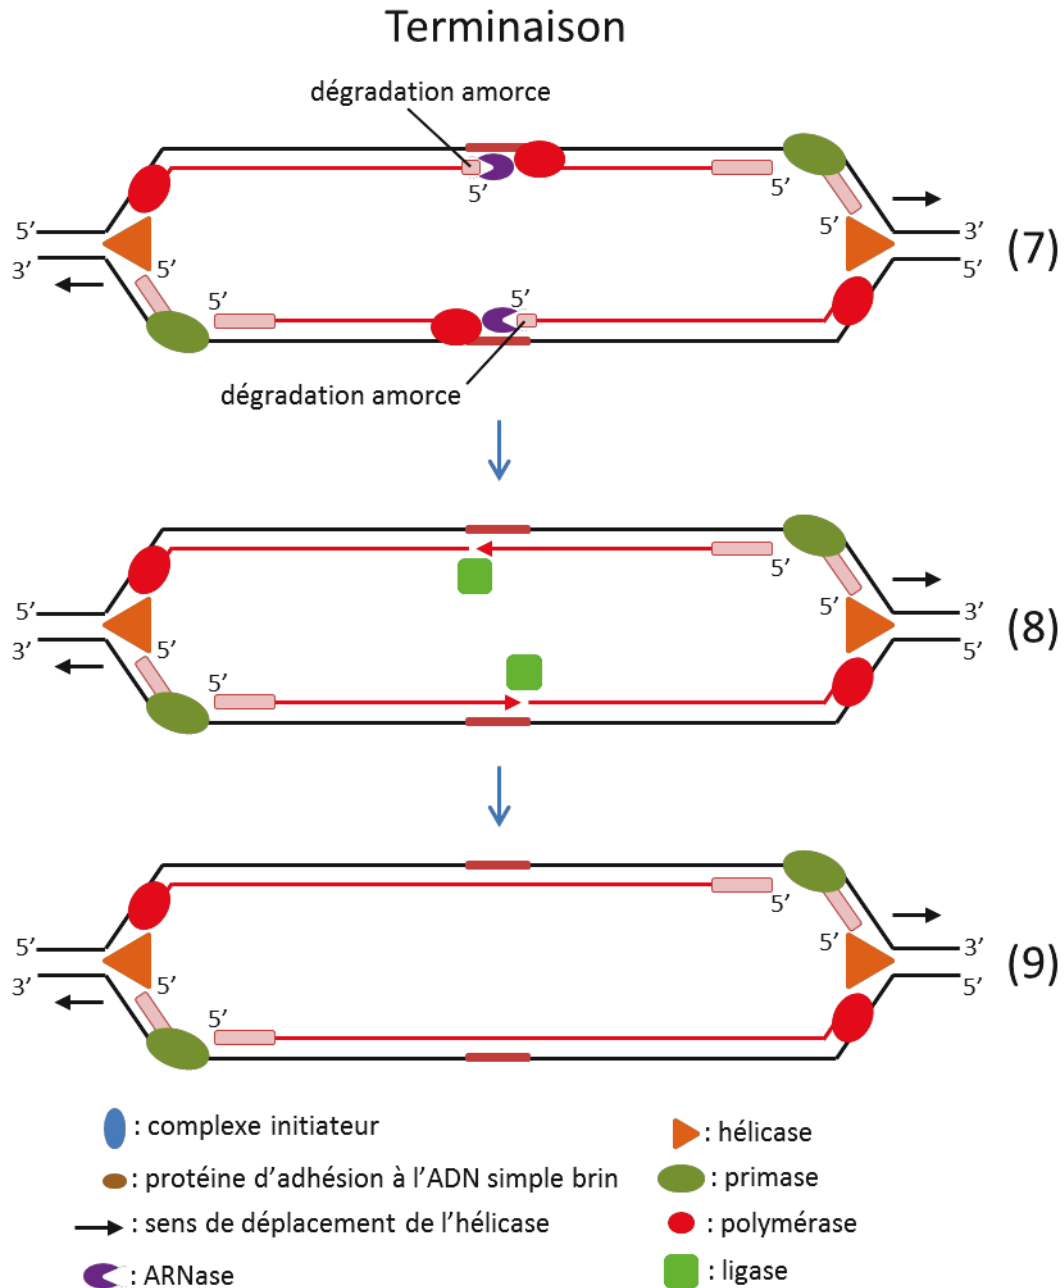 Terminaison
dégradation amorce
5'
5'
5'
5'
3'
(7)
3'
5'
5'
5'
5'
dégradation amorce
5'
5'
5'
3'
(8)
3'
5'
5'
5'
5'
5'
5'
3'
(9)
3'
5'
5'
5'
: complexe initiateur
: hélicase
: protéine d'adhésion à l'ADN simple brin
: primase
: sens de déplacement de l'hélicase
: polymérase
: ARNase
: ligase